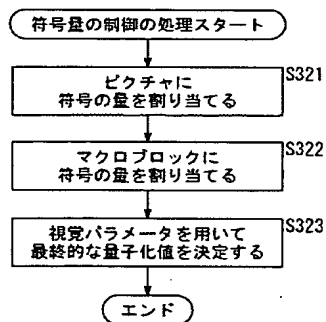 符号量の制御の処理スタート
S321
ピクチャに
符号の量を割り当てる
S322
マクロブロックに
符号の量を割り当てる
S323
視覚パラメータを用いて
最終的な量子化値を決定する
エンド